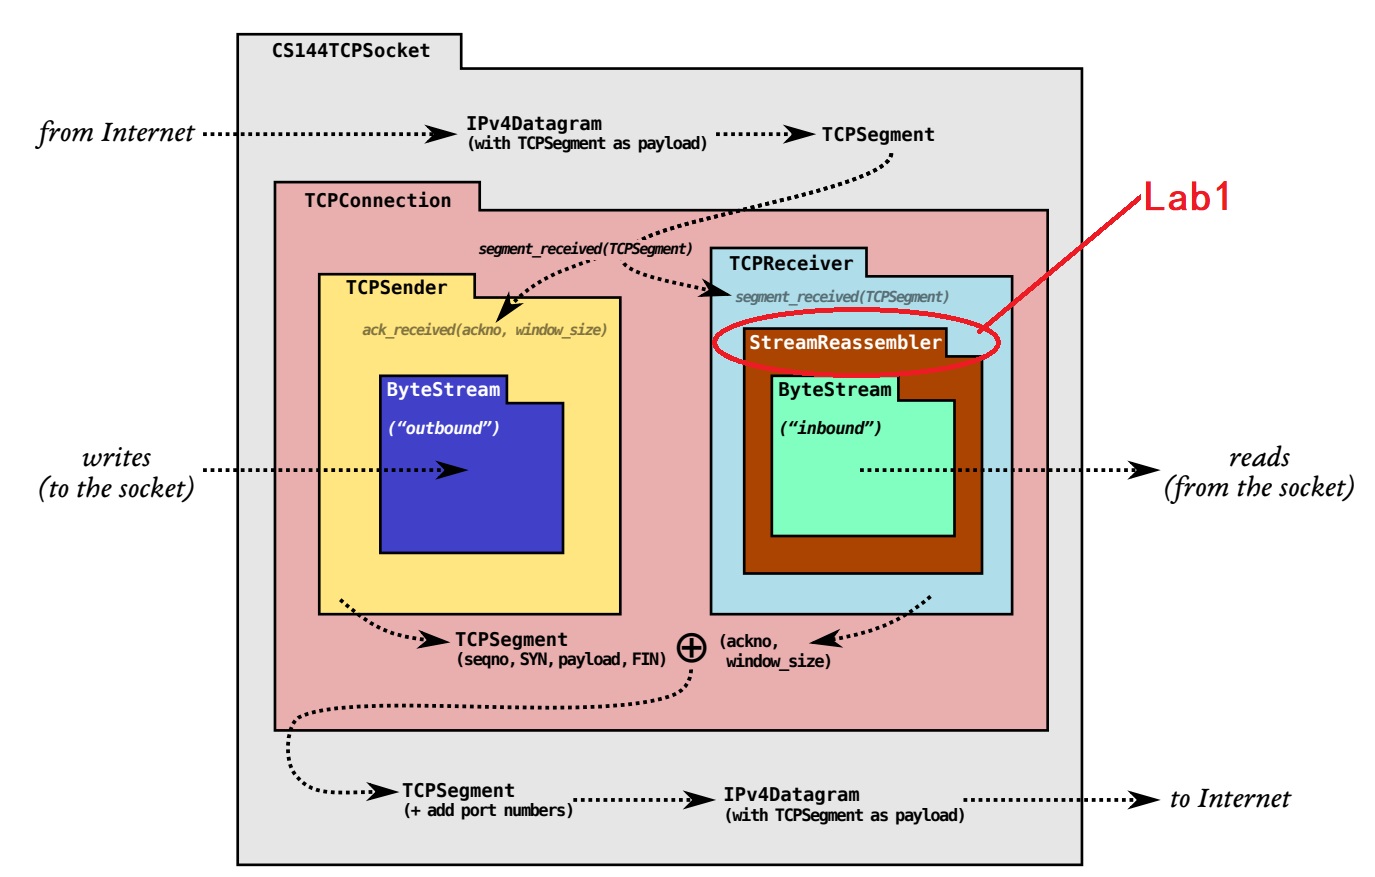 CS144TCPSocket
from Internet
IPv4Datagram
(with TCPSegment as payload)
TCPSegment
TCPConnection
Lab1
segment_received(TCPSegment)
TCPReceiver
segment_received(TCPSegment)
TCPSender
ack_received(ackno, window_size)
StreamReassembler
ByteStream
(“outbound”)
ByteStream
(“inbound”)
writes
(to the socket)
reads
(from the socket)
TCPSegment
(seqno, SYN, payload, FIN)
(ackno,
window_size)
TCPSegment
(+ add port numbers)
IPv4Datagram
(with TCPSegment as payload)
to Internet